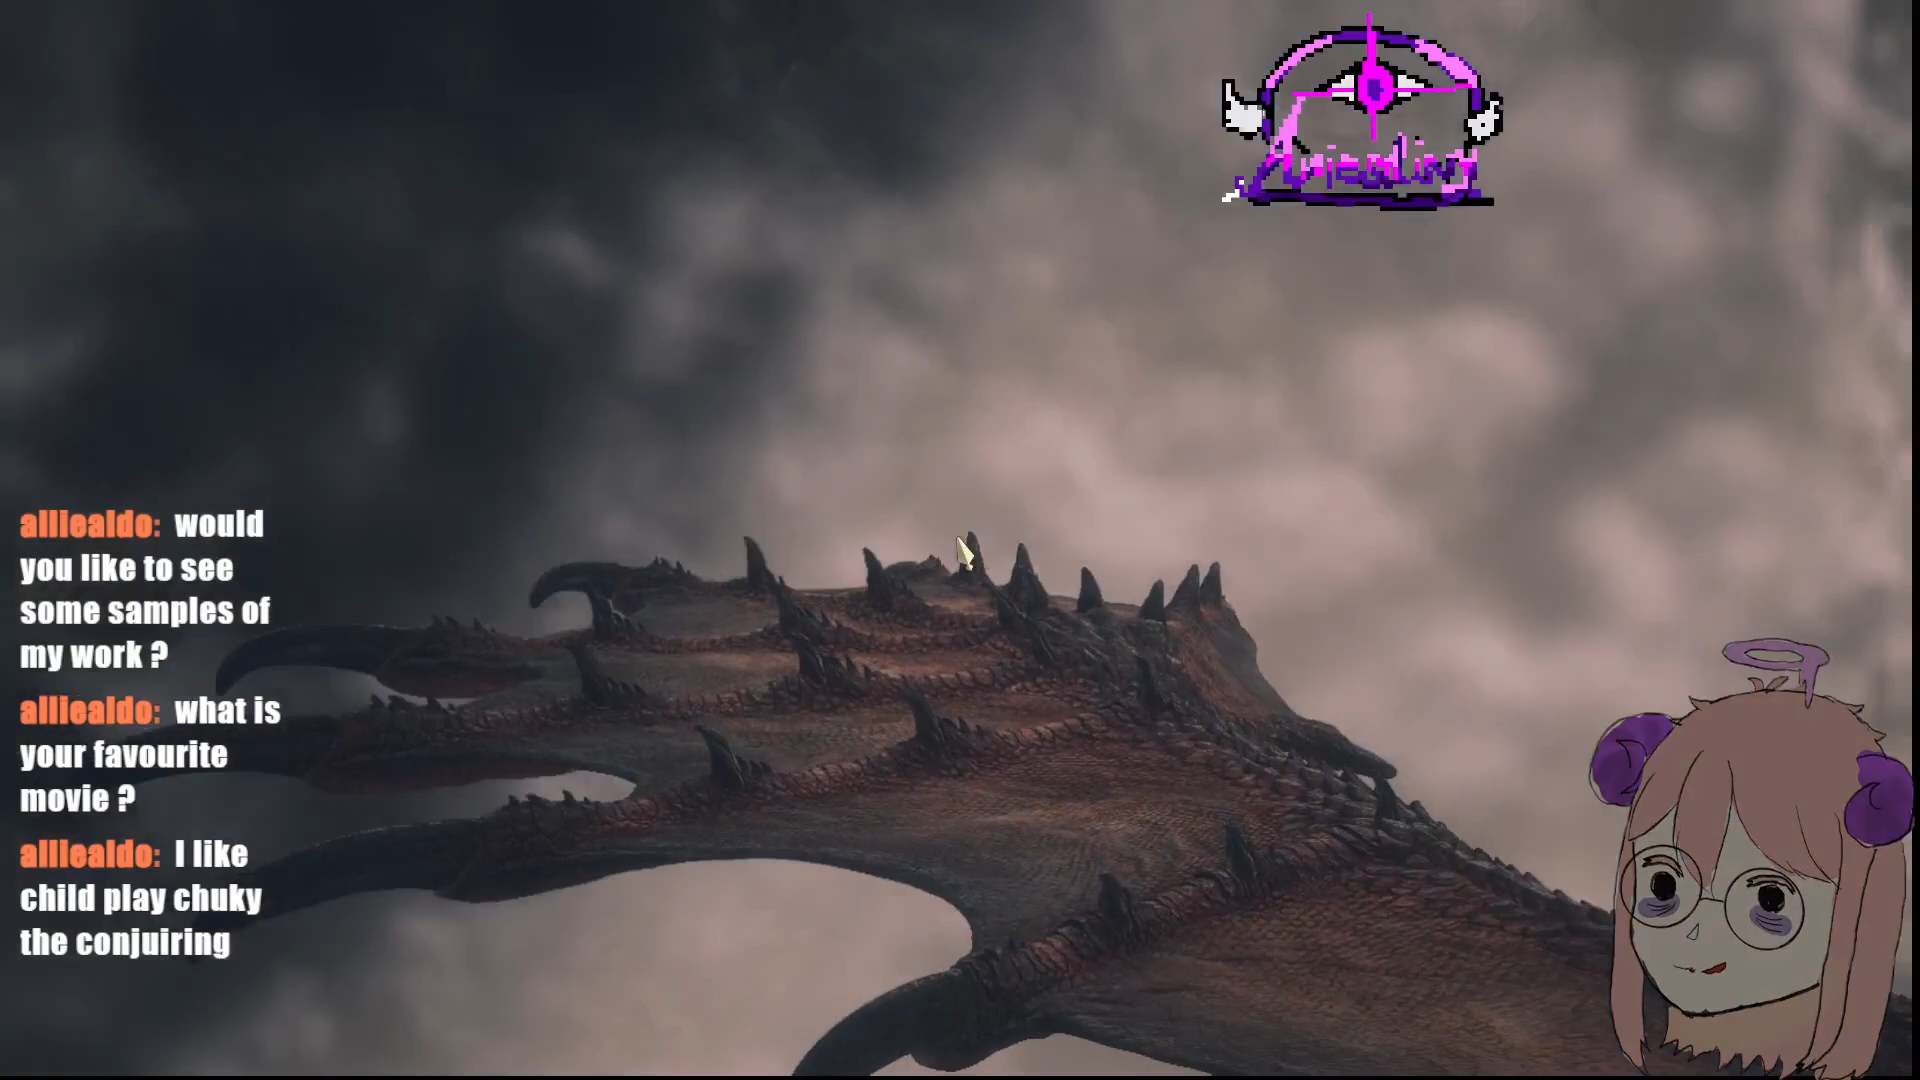 alliealdo: would
you like to see
some samples of
my work ?
alliealdo: what is
your favourite
movie ?
alliealdo: I like
child play chuky
the conjuiring